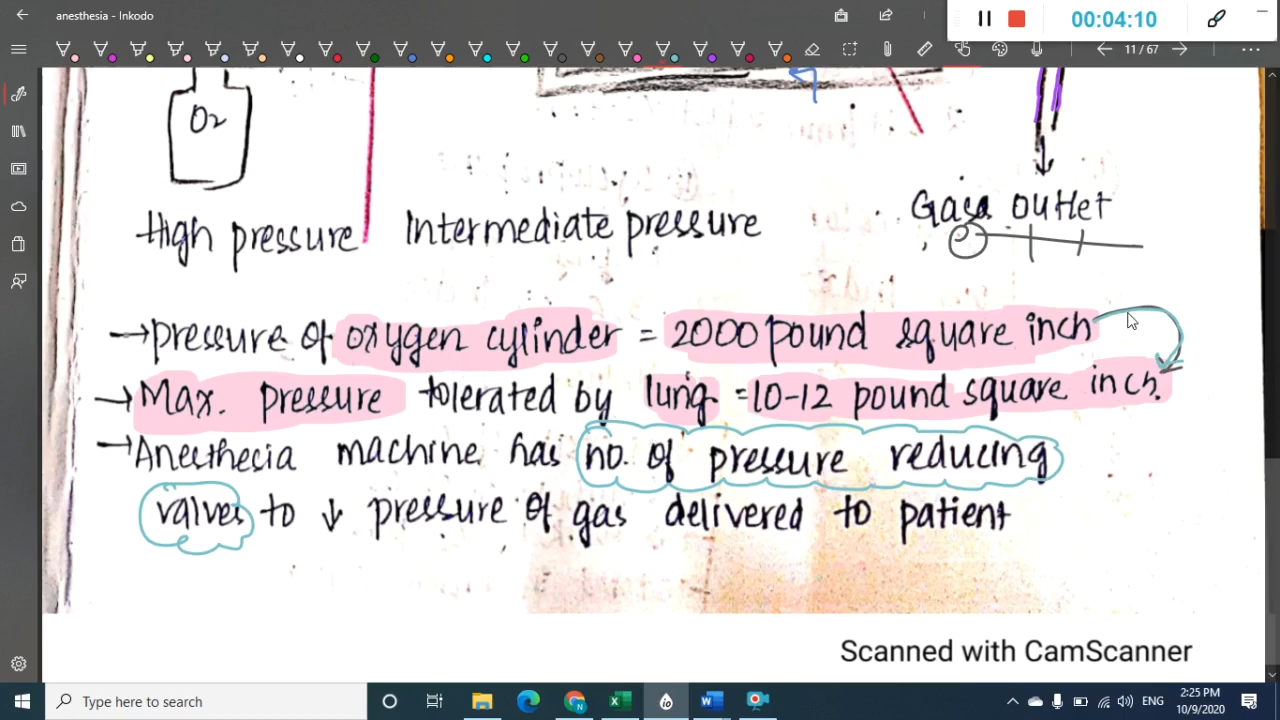 anesthesia - Inkodo
00:04:10
11 / 67
O2
High pressure
Intermediate pressure
Gas outlet
→ pressure of oxygen cylinder = 2000 pound square inch
→ Max. pressure tolerated by lung = 10-12 pound square inch.
→ Anesthesia machine has no. of pressure reducing
valves to ↓ pressure of gas delivered to patient
Scanned with CamScanner
Type here to search
ENG
2:25 PM
10/9/2020